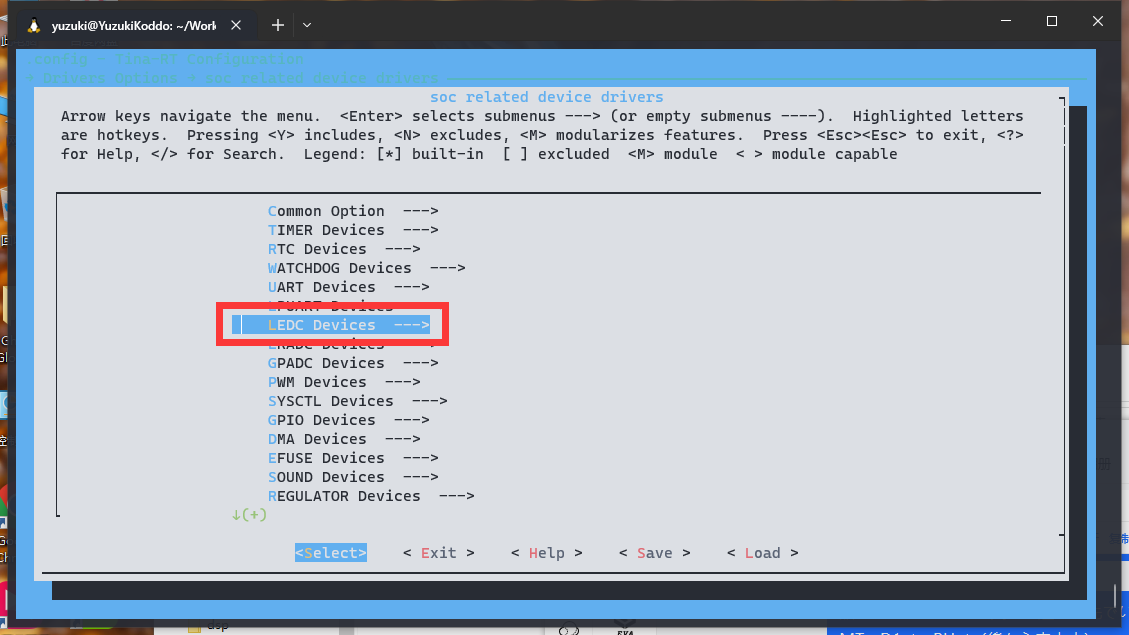 yuzuki@YuzukiKoddo: ~/Work
.config - Tina-RT Configuration
> Drivers Options > soc related device drivers
soc related device drivers
Arrow keys navigate the menu.  <Enter> selects submenus ---> (or empty submenus ----).  Highlighted letters
are hotkeys.  Pressing <Y> includes, <N> excludes, <M> modularizes features.  Press <Esc><Esc> to exit, <?>
for Help, </> for Search.  Legend: [*] built-in  [ ] excluded  <M> module  < > module capable
Common Option  --->
TIMER Devices  --->
RTC Devices  --->
WATCHDOG Devices  --->
UART Devices  --->
LPUART Devices
LEDC Devices  --->
Devices
GPADC Devices  --->
PWM Devices  --->
SYSCTL Devices  --->
GPIO Devices  --->
DMA Devices  --->
EFUSE Devices  --->
SOUND Devices  --->
REGULATOR Devices  --->
↓(+)
<Select>    < Exit >    < Help >    < Save >    < Load >